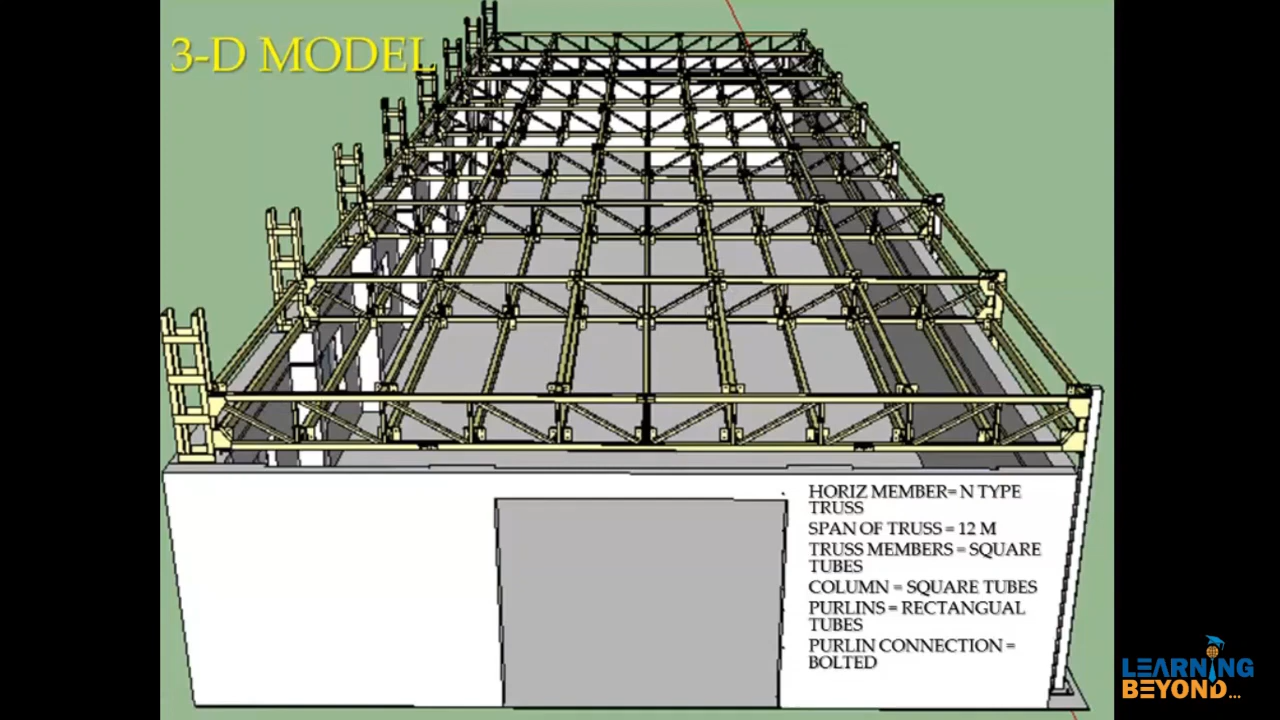 3-D MODEL
HORIZ MEMBER= N TYPE
TRUSS
SPAN OF TRUSS = 12 M
TRUSS MEMBERS = SQUARE
TUBES
COLUMN = SQUARE TUBES
PURLINS = RECTANGUAL
TUBES
PURLIN CONNECTION =
BOLTED
LEARNING
BEYOND...